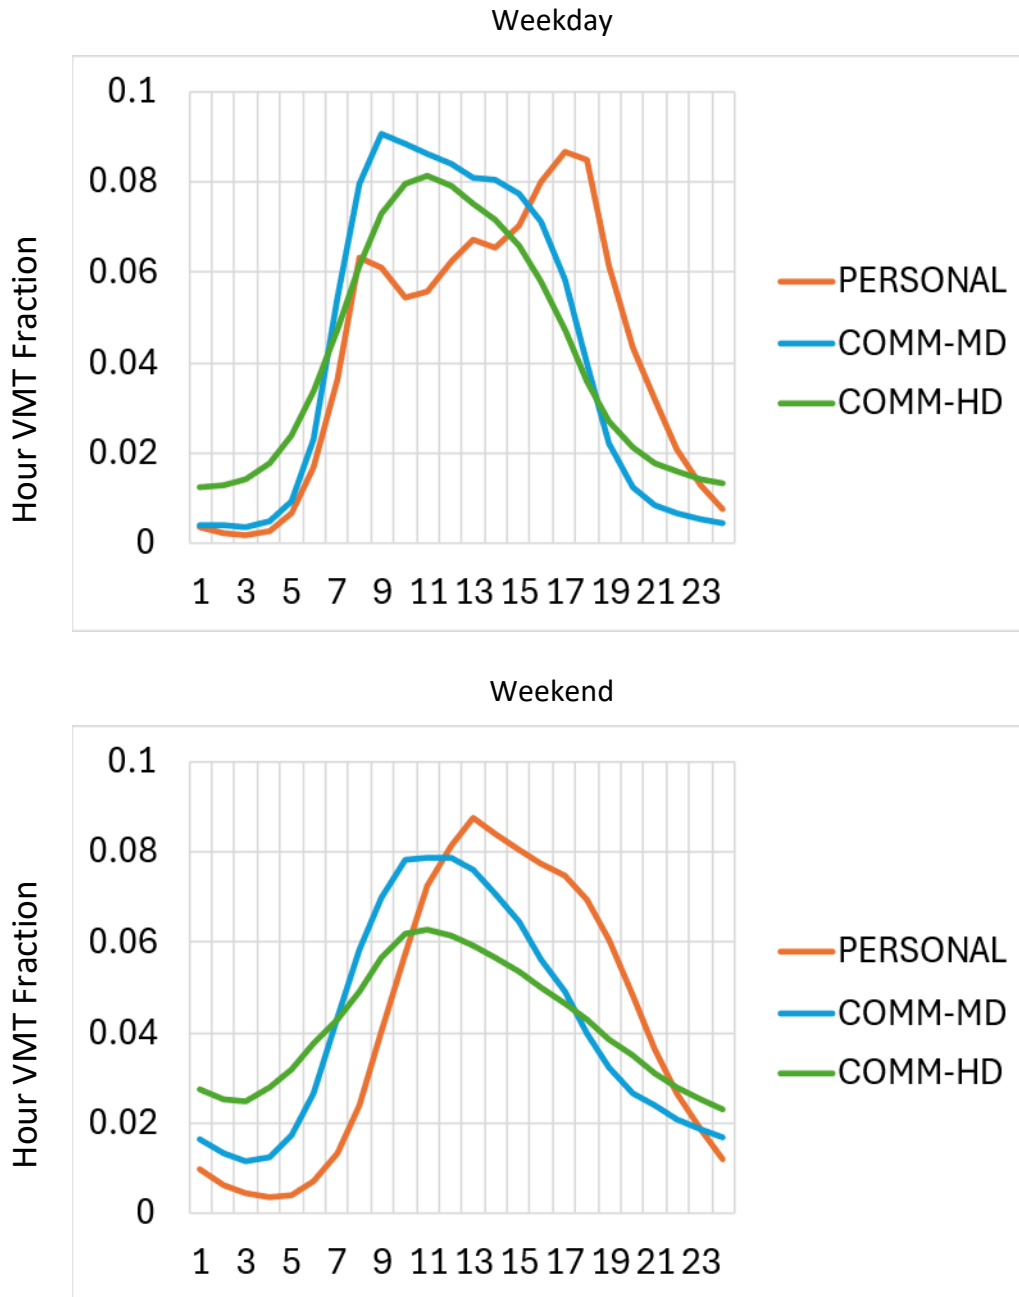 Weekday
Hour VMT Fraction
0.1
0.08
0.06
0.04
0.02
0
1 3 5 7 9 11 13 15 17 19 21 23
PERSONAL
COMM-MD
COMM-HD
Weekend
Hour VMT Fraction
0.1
0.08
0.06
0.04
0.02
0
1 3 5 7 9 11 13 15 17 19 21 23
PERSONAL
COMM-MD
COMM-HD